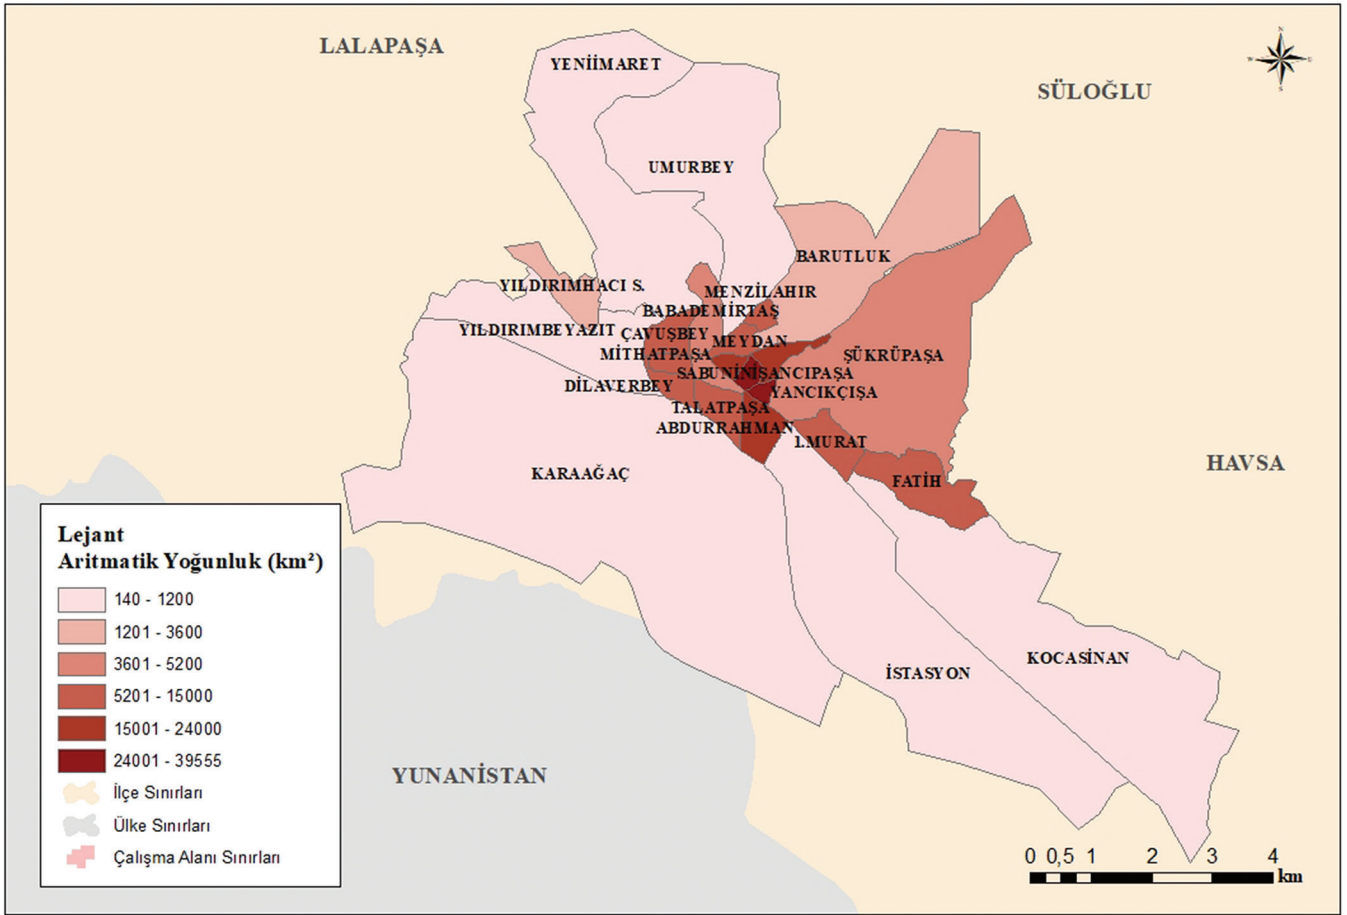 LALAPAŞA
YENİİMARET
N
W
U
S
SÜLOĞLU
UMURBEY
BARUTLUK
YILDIRIMHACI S.
MENZİLAHIR
BABADEMİRTAŞ
YILDIRIMBEYAZIT
ÇAVUŞBEY
MEYDAN
MİTHATPAŞA
ŞÜKRÜPAŞA
SABUNİNİŞANCIPAŞA
DİLAVERBEY
YANCIKÇIŞA
TALATPAŞA
ABDURRAHMAN
1.MURAT
KARAAĞAÇ
FATİH
HAVSA
Lejant
Aritmatik Yoğunluk (km²)
140 - 1200
1201 - 3600
3601 - 5200
5201 - 15000
15001 - 24000
24001 - 39555
İlçe Sınırları
Ülke Sınırları
Çalışma Alanı Sınırları
KOCASİNAN
İSTASYON
YUNANİSTAN
0 0,5 1 2 3 4
km